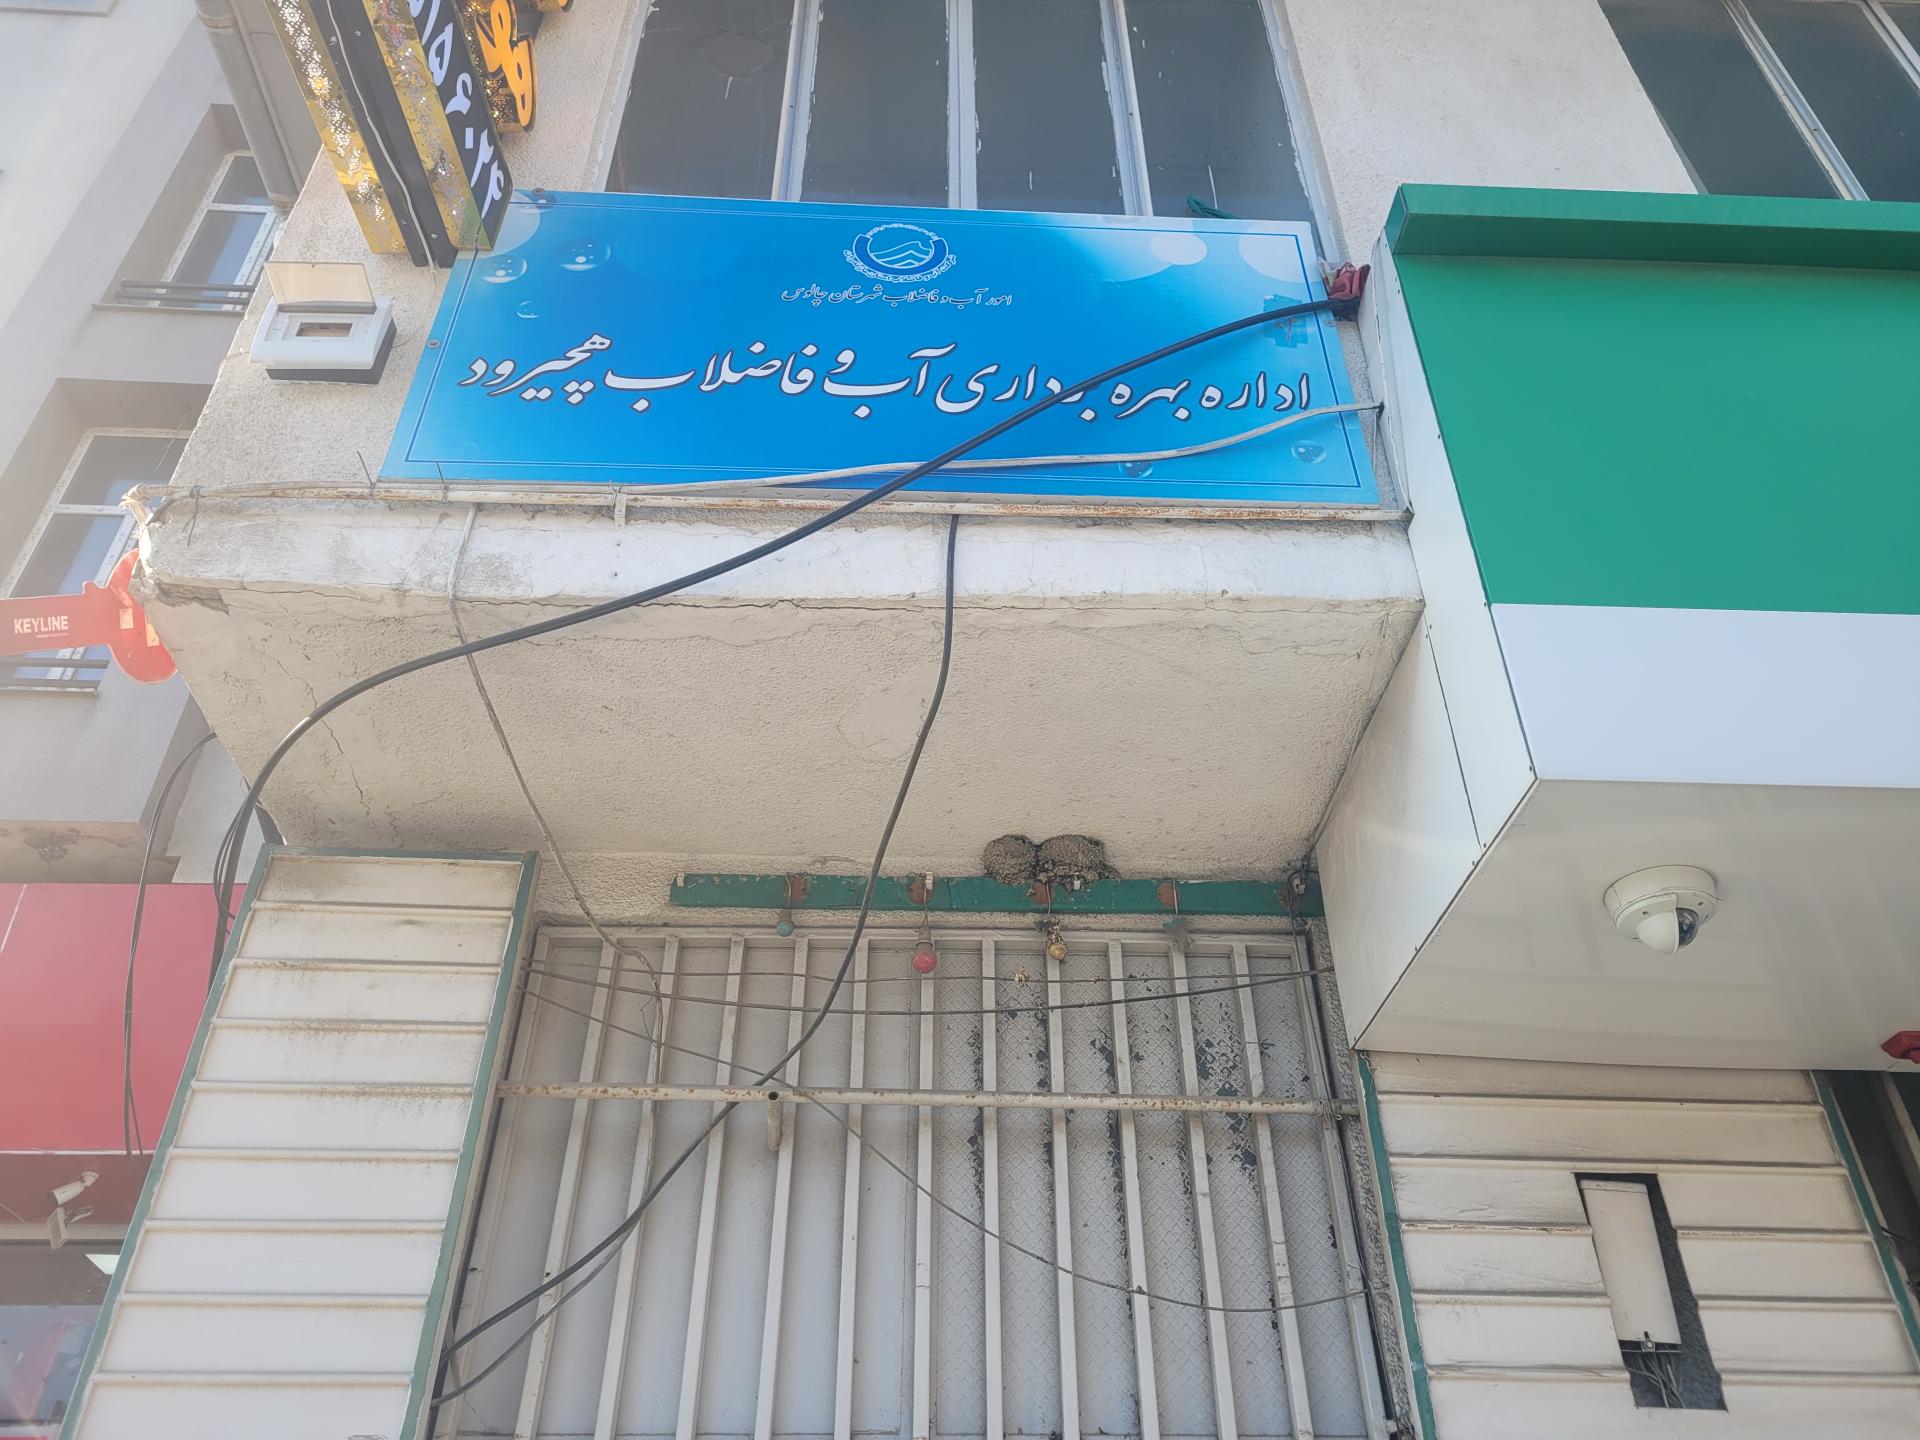 امور آب و فاضلاب شهرستان چالوس
اداره بهره برداری آب و فاضلاب هچیرود
KEYLINE